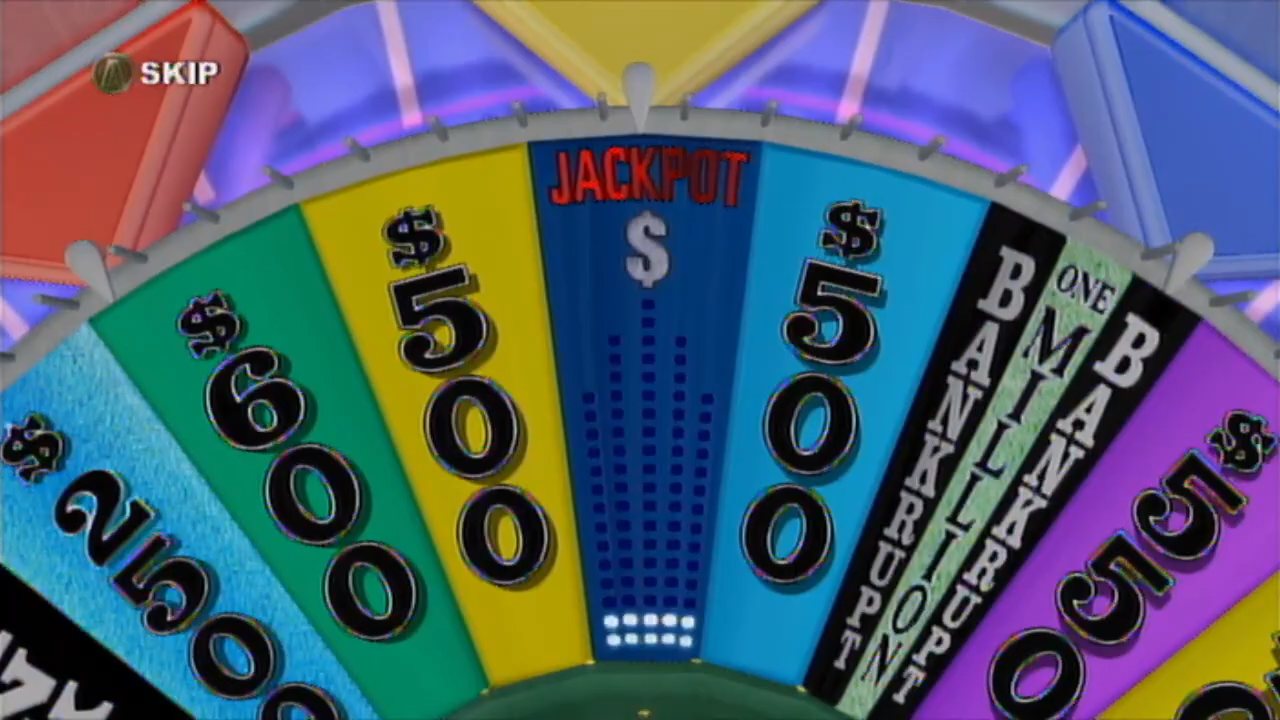 SKIP
$2500
$600
$500
JACKPOT
$
$500
BANKRUPT
ONE
MILLION
BANKRUPT
$550